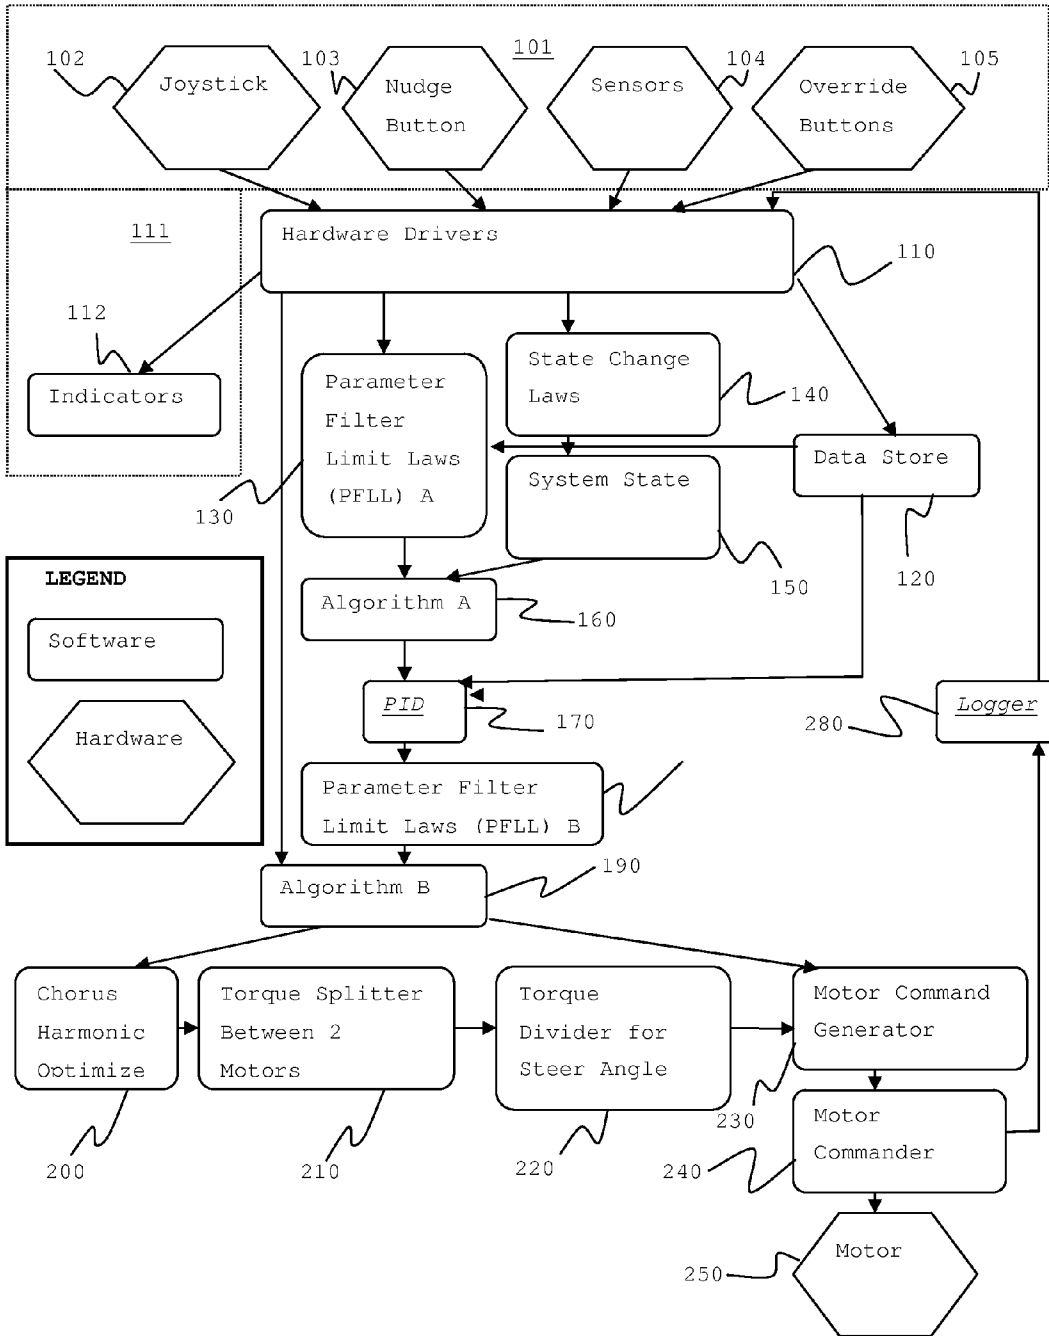 101
102
103
104
105
Joystick
Nudge
Button
Sensors
Override
Buttons
111
Hardware Drivers
110
112
Indicators
Parameter
Filter
Limit Laws
(PFLL) A
130
State Change
Laws
140
System State
150
Data Store
120
LEGEND
Software
Hardware
Algorithm A
160
PID
170
280
Logger
Parameter Filter
Limit Laws (PFLL) B
Algorithm B
190
Chorus
Harmonic
Optimize
200
Torque Splitter
Between 2
Motors
210
Torque
Divider for
Steer Angle
220
Motor Command
Generator
230
Motor
Commander
240
Motor
250